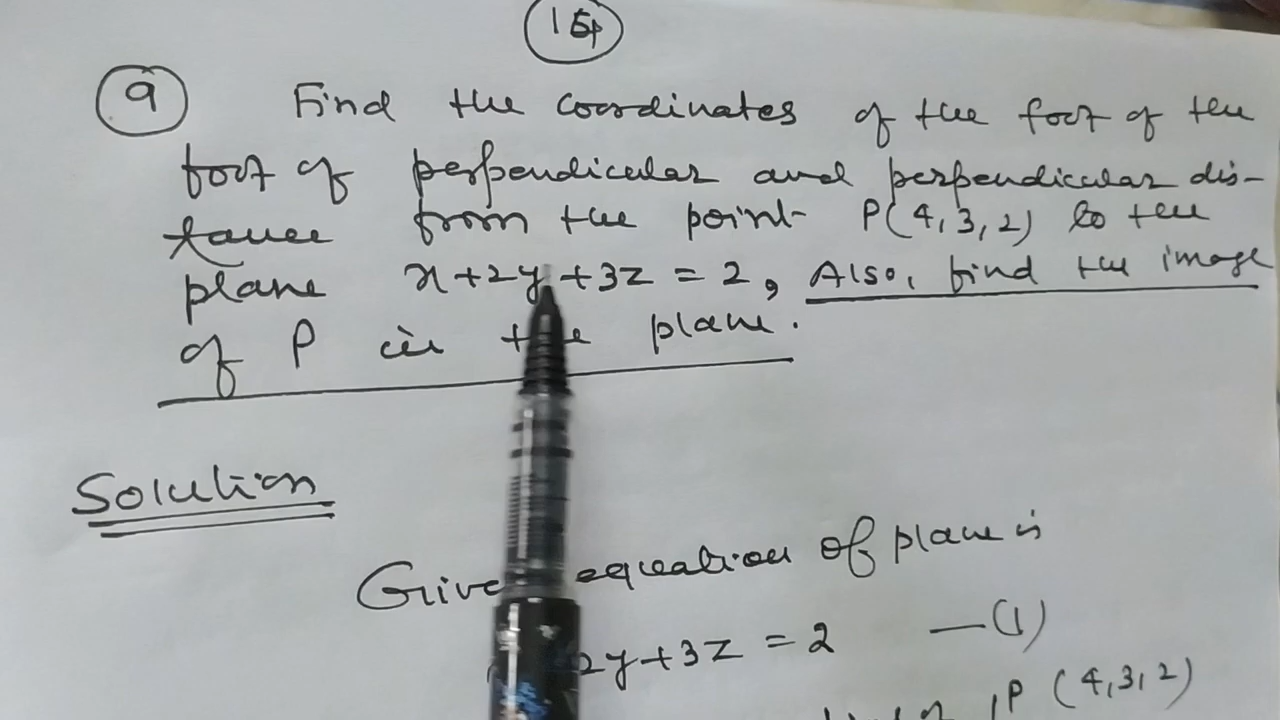 15
9 Find the coordinates of the foot of the
foot of perpendicular and perpendicular dis-
tance from the point P(4,3,2) to the
plane x+2y+3z = 2, Also, find the image
of P in the plane.
Solution
Given equation of plane is
2y+3z = 2 —(1)
P (4,3,2)